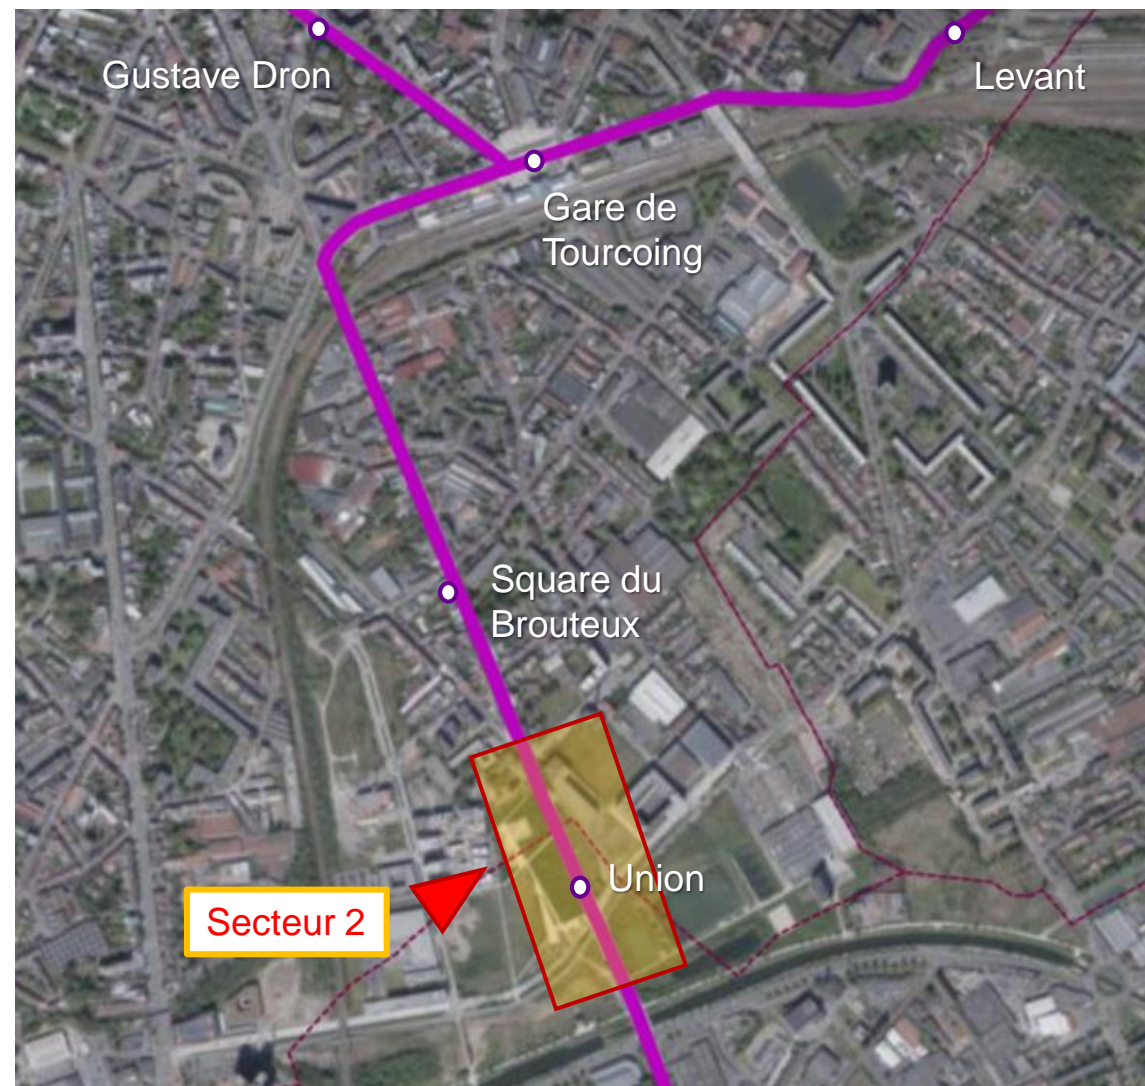 Gustave Dron
Levant
Gare de
Tourcoing
Square du
Brouteux
Union
Secteur 2